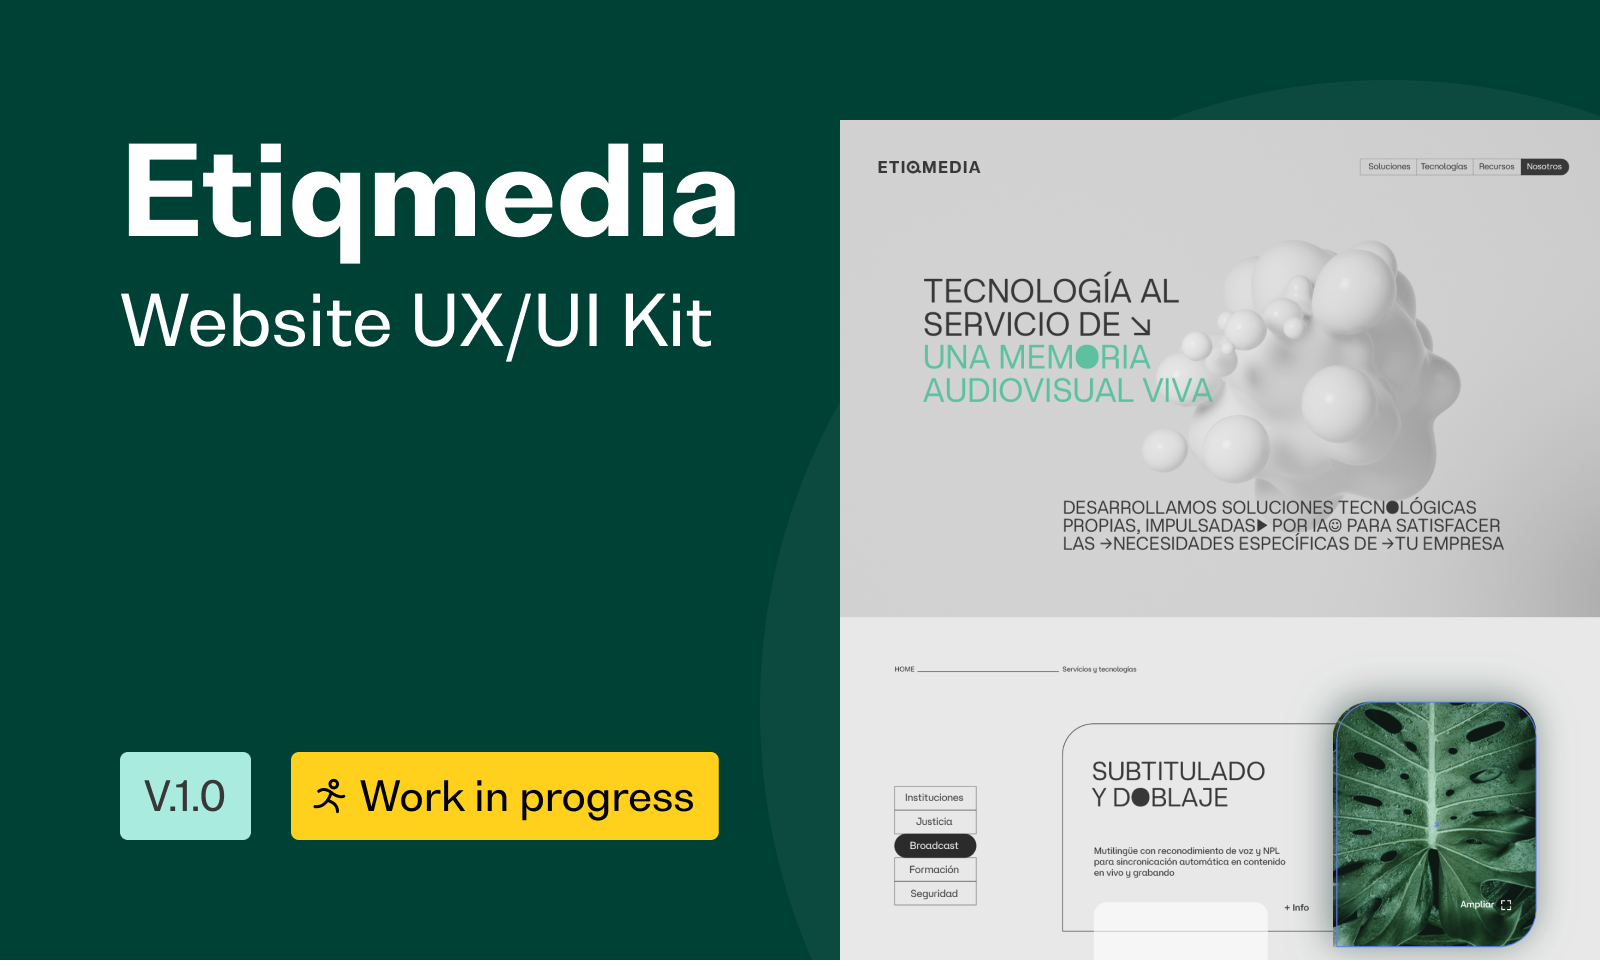 Etiqmedia
Website UX/UI Kit
V.1.0
Work in progress
ETIQMEDIA
Soluciones
Tecnologías
Recursos
Nosotros
TECNOLOGÍA AL
SERVICIO DE ↘
UNA MEMORIA
AUDIOVISUAL VIVA
DESARROLLAMOS SOLUCIONES TECNOLÓGICAS
PROPIAS, IMPULSADAS▶ POR IA☺ PARA SATISFACER
LAS →NECESIDADES ESPECÍFICAS DE →TU EMPRESA
HOME
Servicios y tecnologías
Instituciones
Justicia
Broadcast
Formación
Seguridad
SUBTITULADO
Y DOBLAJE
Mutilingüe con reconodimiento de voz y NPL
para sincronicación automática en contenido
en vivo y grabando
+ Info
Ampliar